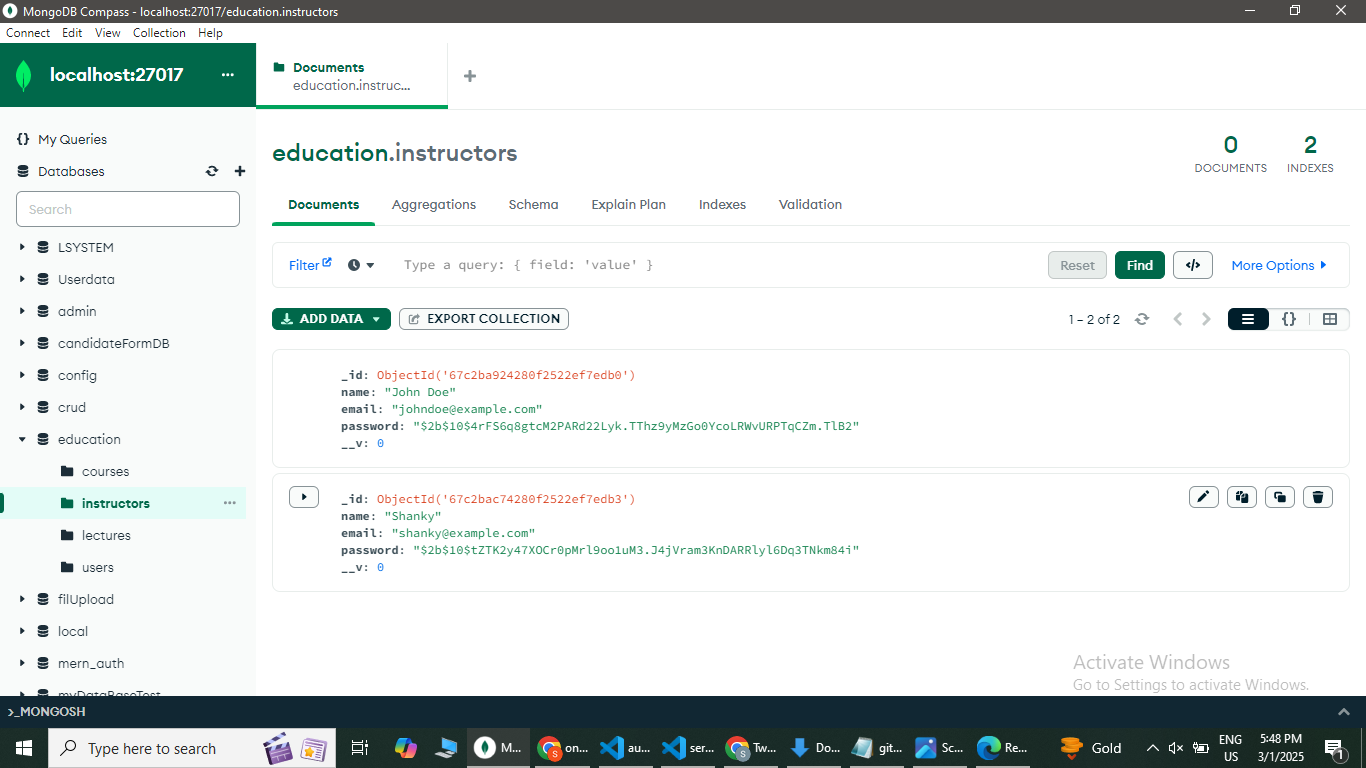 MongoDB Compass - localhost:27017/education.instructors
Connect Edit View Collection Help
localhost:27017 ...
Documents
education.instruc...
{} My Queries
Databases
Search
LSYSTEM
Userdata
admin
candidateFormDB
config
crud
education
courses
instructors
lectures
users
filUpload
local
mern_auth
myDataBaseTest
education.instructors
0
DOCUMENTS
2
INDEXES
Documents Aggregations Schema Explain Plan Indexes Validation
Filter Type a query: { field: 'value' } Reset Find </> More Options
ADD DATA EXPORT COLLECTION 1 – 2 of 2 {}
_id: ObjectId('67c2ba924280f2522ef7edb0')
name: "John Doe"
email: "johndoe@example.com"
password: "$2b$10$4rFS6q8gtcM2PARd22Lyk.TThz9yMzGo0YcoLRWvURPTqCZm.TlB2"
__v: 0
_id: ObjectId('67c2bac74280f2522ef7edb3')
name: "Shanky"
email: "shanky@example.com"
password: "$2b$10$tZTK2y47XOCr0pMrl9oo1uM3.J4jVram3KnDARRlyl6Dq3TNkm84i"
__v: 0
Activate Windows
Go to Settings to activate Windows.
>_MONGOSH
Type here to search M... on... au... ser... Tw... Do... git... Sc... Re... Gold ENG US 5:48 PM 3/1/2025 1